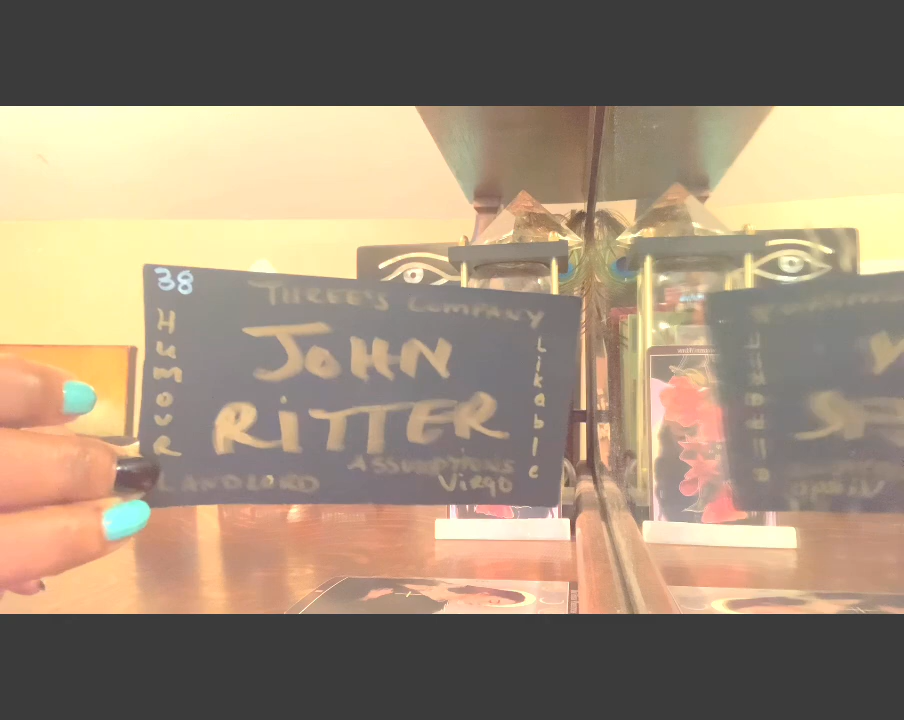 38
THREE'S COMPANY
HUMOUR
JOHN
RITTER
Likable
ASSUMPTIONS
LANDLORD
Virgo